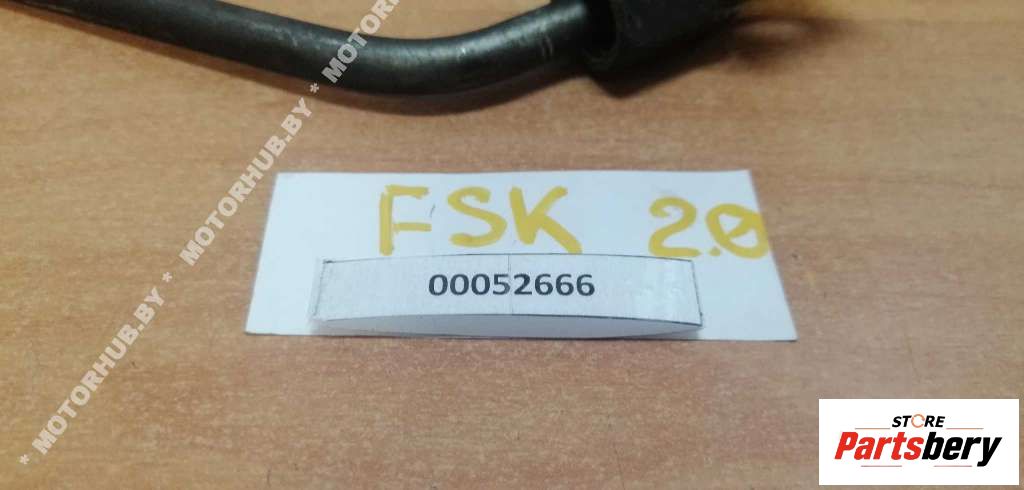 * MOTORHUB.BY * MOTORHUB.BY * MOTORHUB.BY * MOTOR
FSK 2.0
00052666
STORE
Partsbery